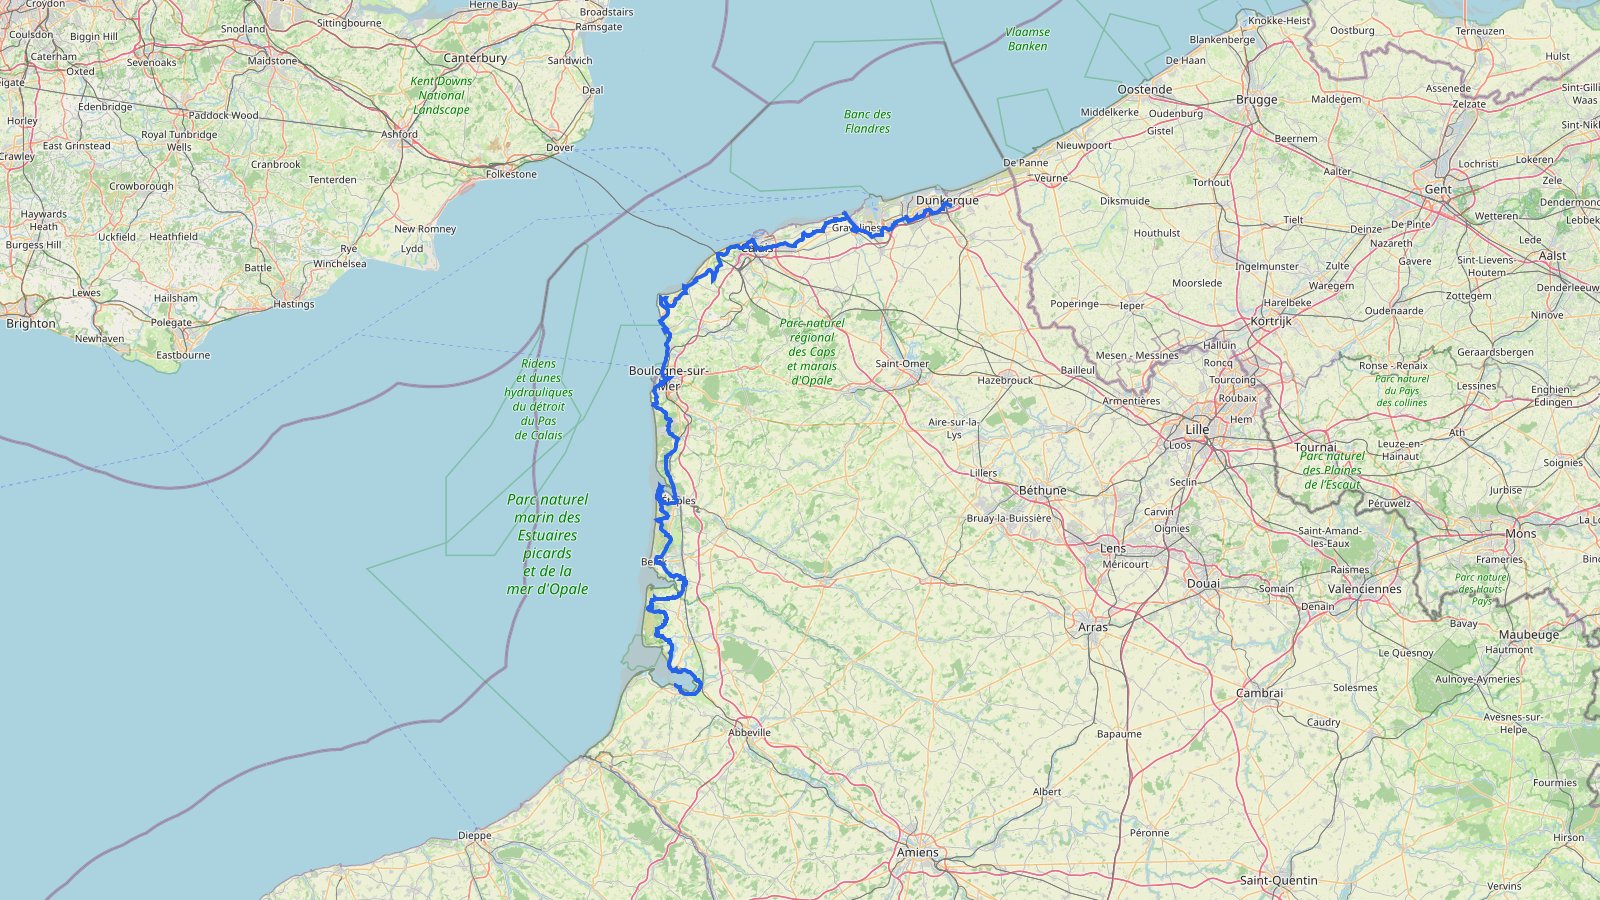 Croydon
Herne Bay
Broadstairs
Sittingbourne
Ramsgate
Knokke-Heist
Coulsdon
Biggin Hill
Snodland
Vlaamse
Banken
Blankenberge
Oostburg
Terneuzen
Caterham
Sevenoaks
Maidstone
Canterbury
Sandwich
De Haan
Hulst
Oxted
Kent Downs
National
Landscape
Deal
Oostende
Assenede
Edenbridge
Brugge
Maldegem
Zelzate
Paddock Wood
Banc des
Flandres
Middelkerke
Oudenburg
Horley
Ashford
Gistel
Royal Tunbridge
Wells
Beernem
East Grinstead
Dover
Nieuwpoort
Crawley
Cranbrook
De Panne
Lochristi
Lokeren
Folkestone
Veurne
Aalter
Tenterden
Torhout
Zele
Crowborough
Gent
Dunkerque
Diksmuide
Haywards
Heath
Wetteren
Tielt
De Pinte
New Romney
Gravelines
Deinze
Uckfield
Heathfield
Houthulst
Lede
Burgess Hill
Rye
Lydd
Nazareth
Aalst
Winchelsea
Gavere
Sint-Lievens-
Houtem
Battle
Ingelmunster
Zulte
Waregem
Lewes
Moorslede
Hailsham
Hastings
Poperinge
Ieper
Harelbeke
Zottegem
Oudenaarde
Ninove
Brighton
Polegate
Kortrijk
Parc naturel
régional
des Caps
et marais
d'Opale
Newhaven
Halluin
Eastbourne
Mesen - Messines
Roncq
Geraardsbergen
Ridens
et dunes
hydrauliques
du détroit
du Pas
de Calais
Saint-Omer
Ronse - Renaix
Boulogne-sur-
Mer
Bailleul
Tourcoing
Parc naturel
du Pays
des collines
Hazebrouck
Lessines
Enghien -
Edingen
Armentières
Roubaix
Hem
Aire-sur-la-
Lys
Lille
Ath
Loos
Tournai
Leuze-en-
Hainaut
Parc naturel
des Plaines
de l'Escaut
Soignies
Lillers
Seclin
Béthune
Jurbise
Parc naturel
marin des
Estuaires
picards
et de la
mer d'Opale
Péruwelz
Carvin
Bruay-la-Buissière
Oignies
Saint-Amand-
les-Eaux
Mons
Lens
Méricourt
Frameries
Raismes
Douai
Somain
Valenciennes
Parc naturel
des Hauts-
Pays
Denain
Arras
Bavay
Maubeuge
Le Quesnoy
Hautmont
Aulnoye-Aymeries
Cambrai
Solesmes
Avesnes-sur-
Helpe
Caudry
Abbeville
Bapaume
Fourmies
Albert
Dieppe
Péronne
Hirson
Amiens
Saint-Quentin
Vervins